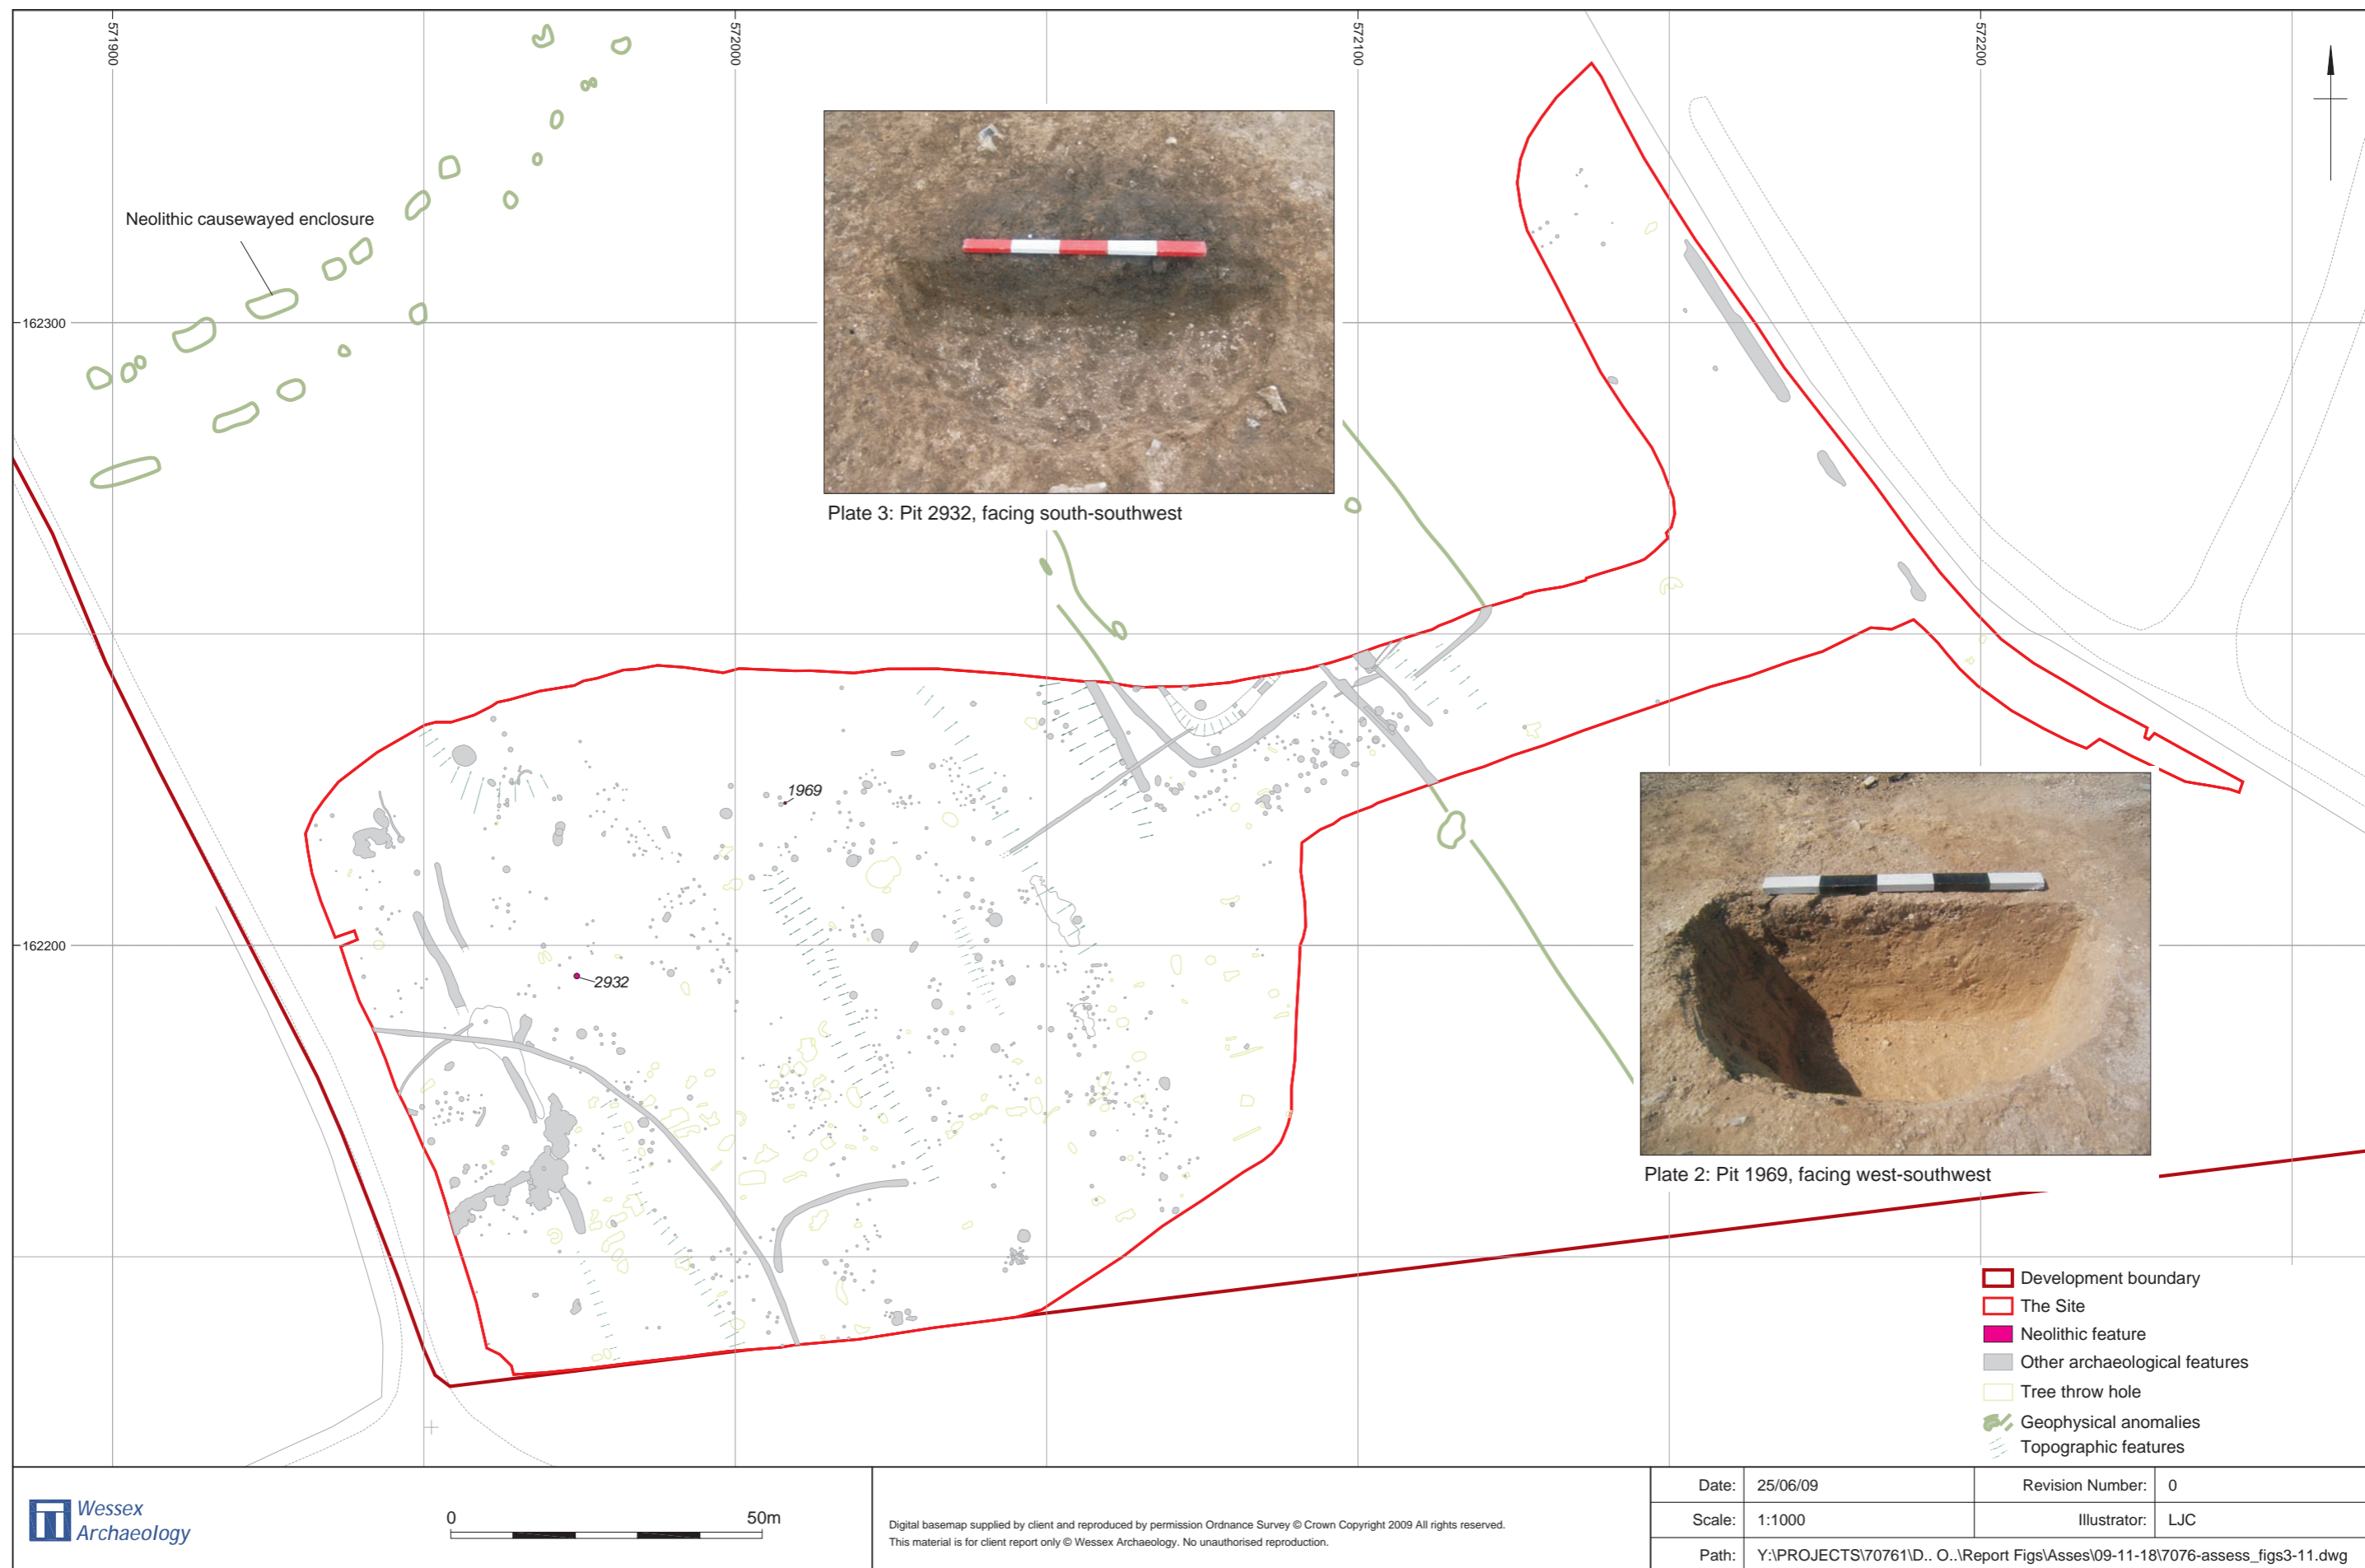 571900
572000
572100
572200
Neolithic causewayed enclosure
162300
Plate 3: Pit 2932, facing south-southwest
1969
162200
2932
Plate 2: Pit 1969, facing west-southwest
Development boundary
The Site
Neolithic feature
Other archaeological features
Tree throw hole
Geophysical anomalies
Topographic features
Wessex
Archaeology
0 50m
Digital basemap supplied by client and reproduced by permission Ordnance Survey © Crown Copyright 2009 All rights reserved.
This material is for client report only © Wessex Archaeology. No unauthorised reproduction.
Date: 25/06/09 Revision Number: 0
Scale: 1:1000 Illustrator: LJC
Path: Y:\PROJECTS\70761\D.. O..\Report Figs\Asses\09-11-18\7076-assess_figs3-11.dwg